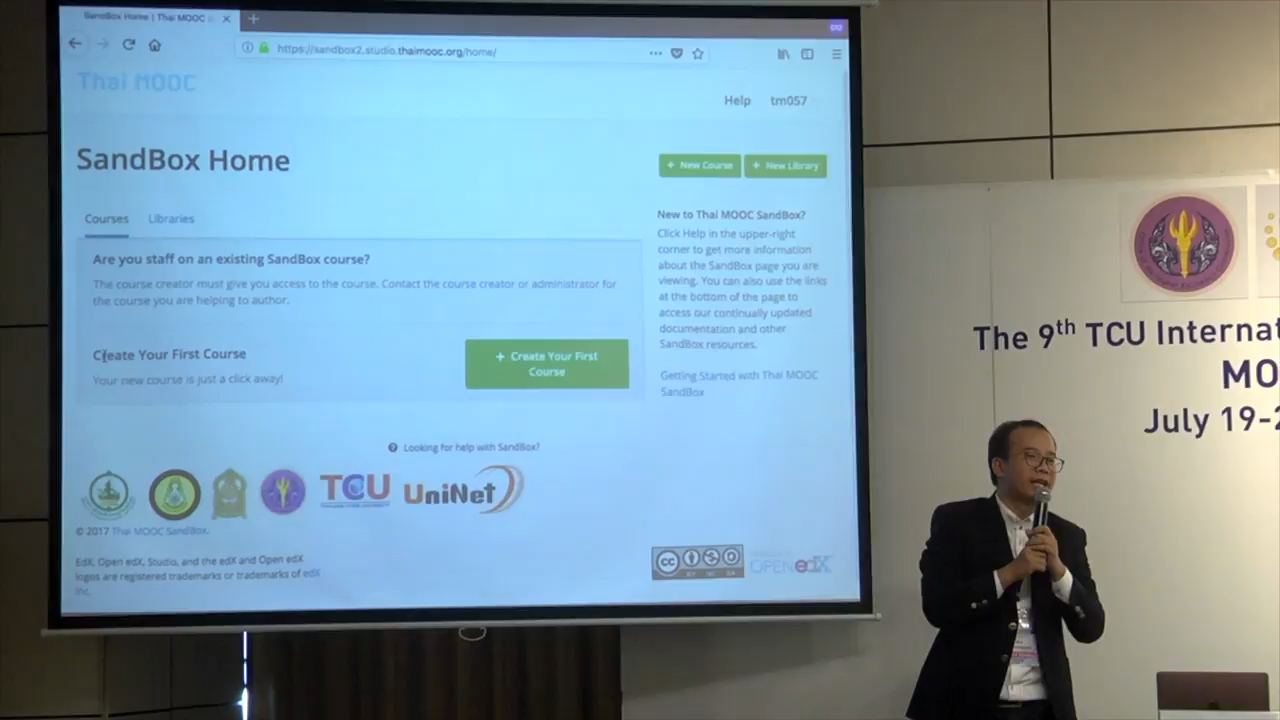 SandBox Home | Thai MOOC
https://sandbox2.studio.thaimooc.org/home/
Thai MOOC
Help tm057
SandBox Home
+ New Course + New Library
Courses Libraries
Are you staff on an existing SandBox course?
The course creator must give you access to the course. Contact the course creator or administrator for
the course you are helping to author.
Create Your First Course
Your new course is just a click away!
+ Create Your First
Course
New to Thai MOOC SandBox?
Click Help in the upper-right
corner to get more information
about the SandBox page you are
viewing. You can also use the links
at the bottom of the page to
access our continually updated
documentation and other
SandBox resources.
Getting Started with Thai MOOC
SandBox
Looking for help with SandBox?
TCU UniNet
© 2017 Thai MOOC SandBox.
EdX, Open edX, Studio, and the edX and Open edX
logos are registered trademarks or trademarks of edX
Inc.
cc
BY NC SA
OPEN edX
The 9th TCU Internat
MO
July 19-2